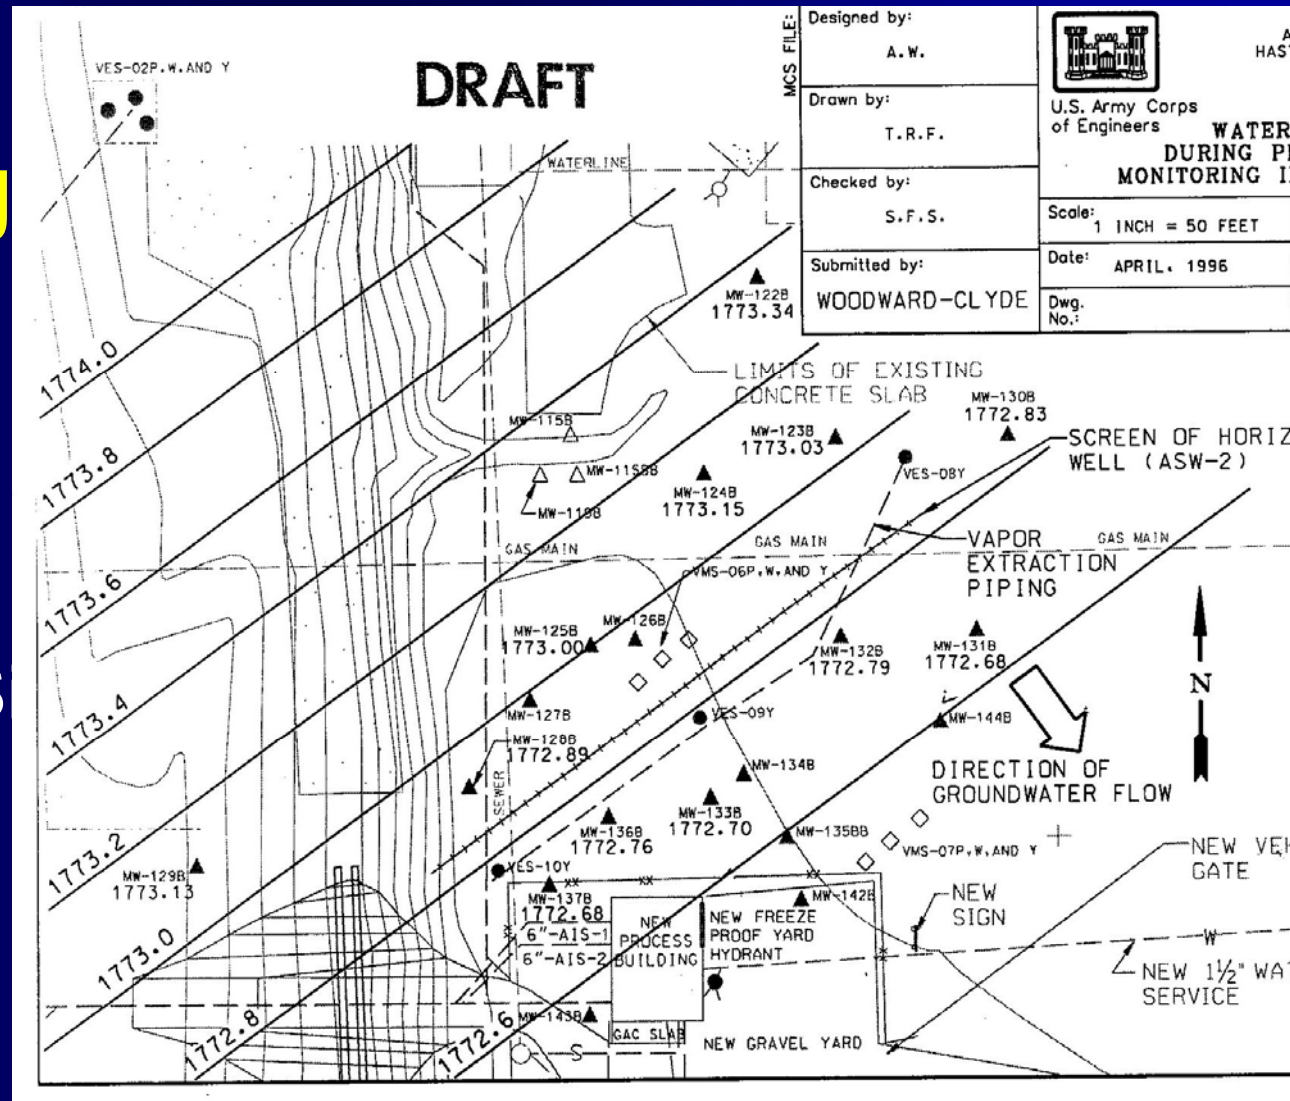 VES-02P,W,AND Y
DRAFT
MCS FILE:
Designed by:
A.W.
Drawn by:
T.R.F.
Checked by:
S.F.S.
Submitted by:
WOODWARD-CLYDE
U.S. Army Corps
of Engineers
HAS
WATER
DURING P
MONITORING I
Scale:
1 INCH = 50 FEET
Date:
APRIL, 1996
Dwg.
No.:
WATERLINE
MW-122B
1773.34
LIMITS OF EXISTING
CONCRETE SLAB
1774.0
1773.8
1773.6
1773.4
1773.2
1773.0
1772.8
1772.6
MW-115B
MW-123B
1773.03
MW-130B
1772.83
SCREEN OF HORIZ
WELL (ASW-2)
MW-124B
1773.15
VES-08Y
GAS MAIN
GAS MAIN
GAS MAIN
VAPOR
EXTRACTION
PIPING
VMS-06P,W,AND Y
MW-125B
1773.00
MW-126B
MW-132B
1772.79
MW-131B
1772.68
N
MW-127B
VES-09Y
MW-144B
MW-128B
1772.89
SEWER
MW-134B
DIRECTION OF
GROUNDWATER FLOW
MW-136B
1772.76
MW-133B
1772.70
MW-135BB
VMS-07P,W,AND Y
NEW VEH
GATE
MW-129B
1773.13
VES-10Y
MW-137B
1772.68
MW-142B
NEW
SIGN
6"-AIS-1
6"-AIS-2
NEW
PROCESS
BUILDING
NEW FREEZE
PROOF YARD
HYDRANT
W
NEW 1½" WA
SERVICE
MW-143B
S
GAC SLAB
NEW GRAVEL YARD